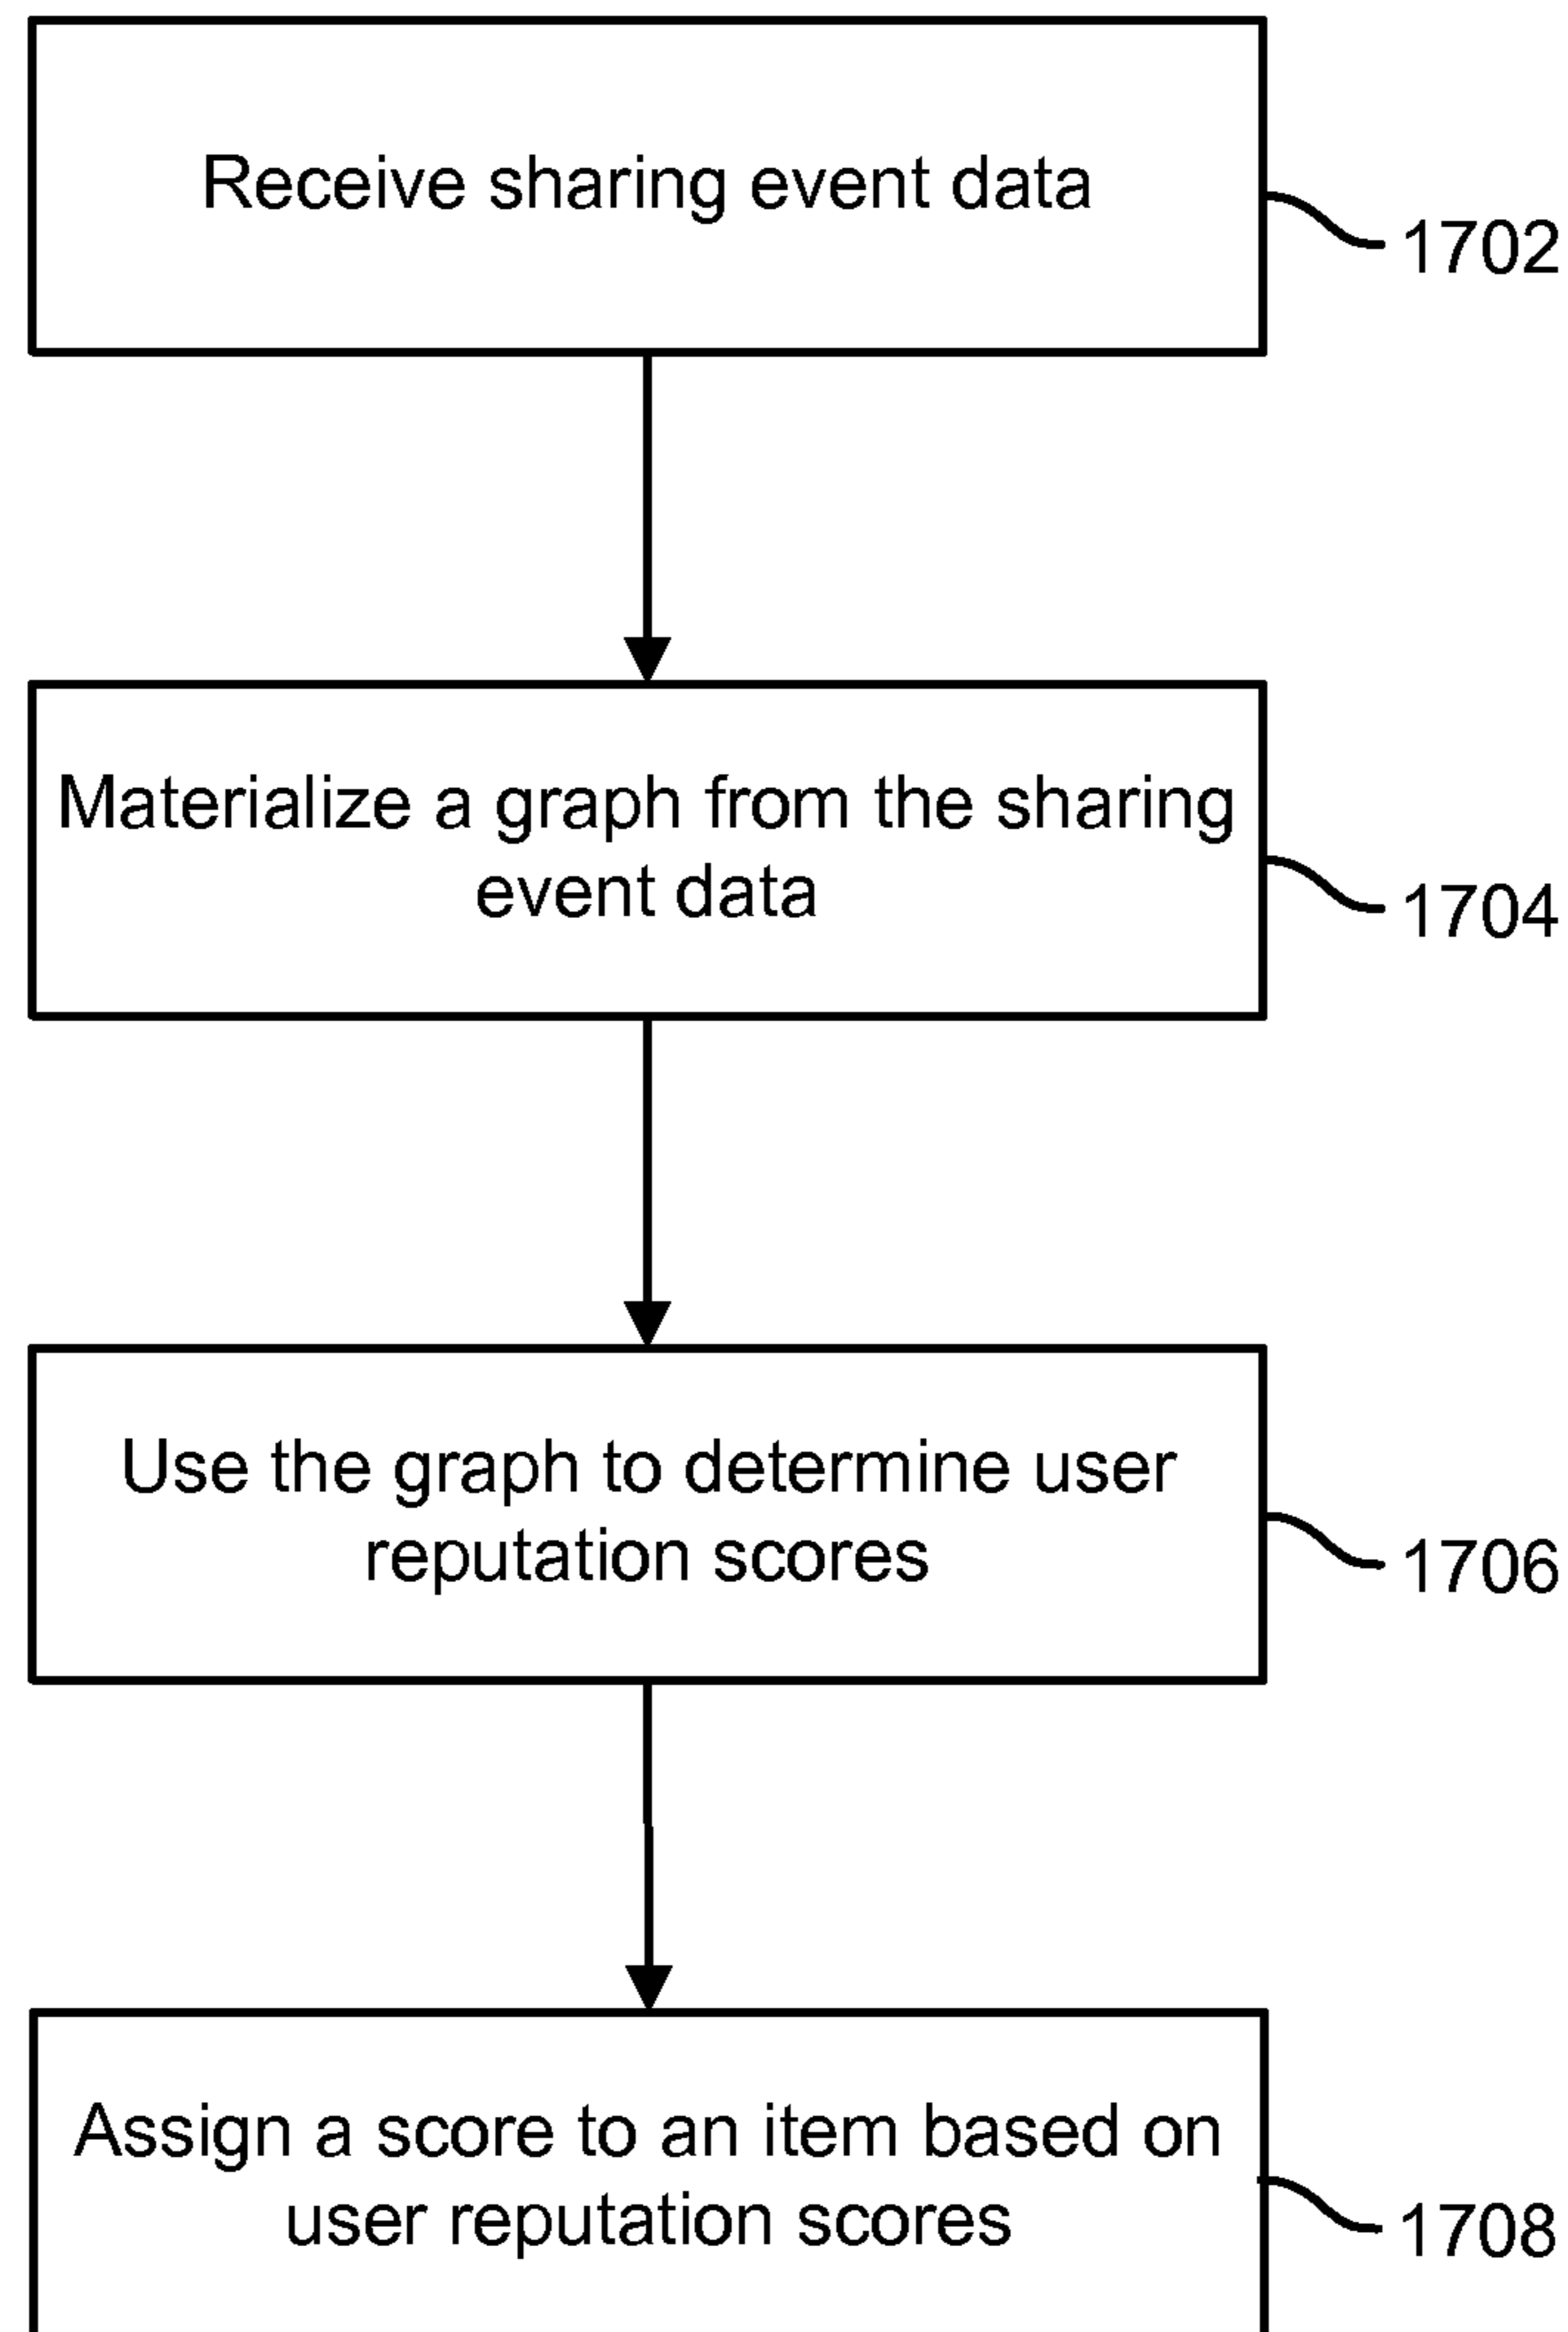 Receive sharing event data
1702
Materialize a graph from the sharing
event data
1704
Use the graph to determine user
reputation scores
1706
Assign a score to an item based on
user reputation scores
1708